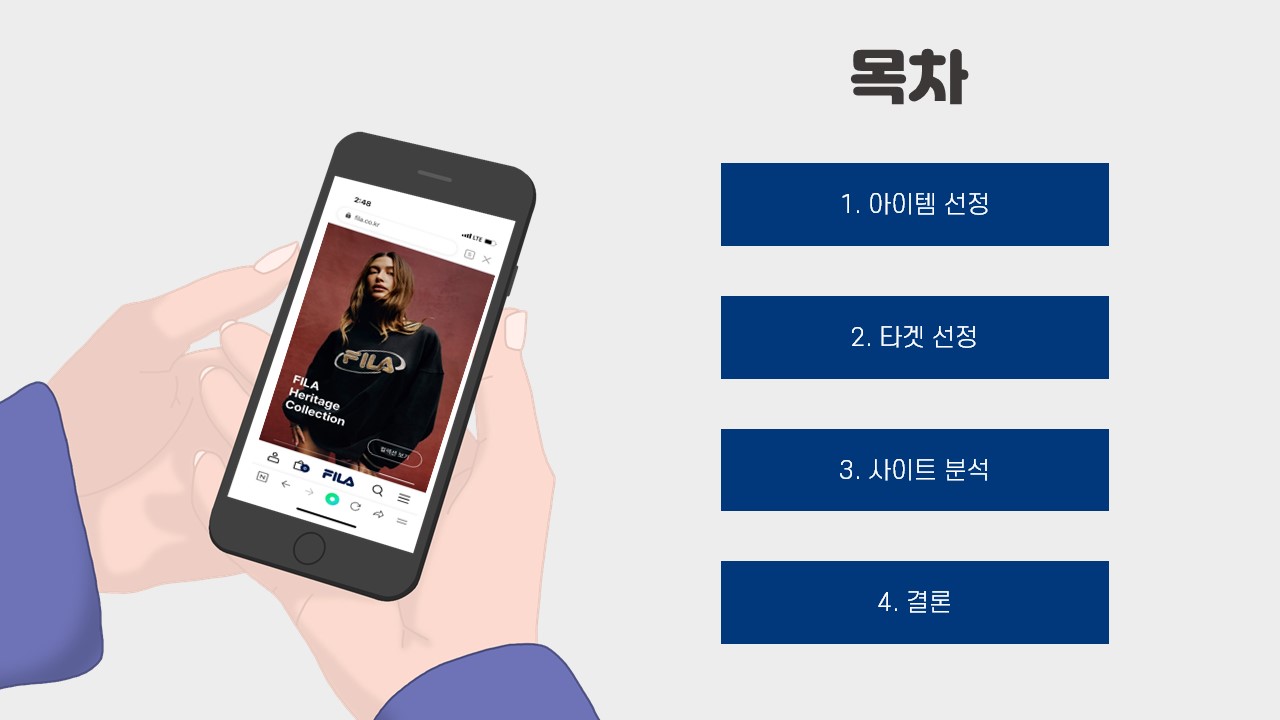 목차
1. 아이템 선정
2. 타겟 선정
3. 사이트 분석
4. 결론
2:48
LTE
fila.co.kr
FILA
FILA
Heritage
Collection
컬렉션 보기
FILA